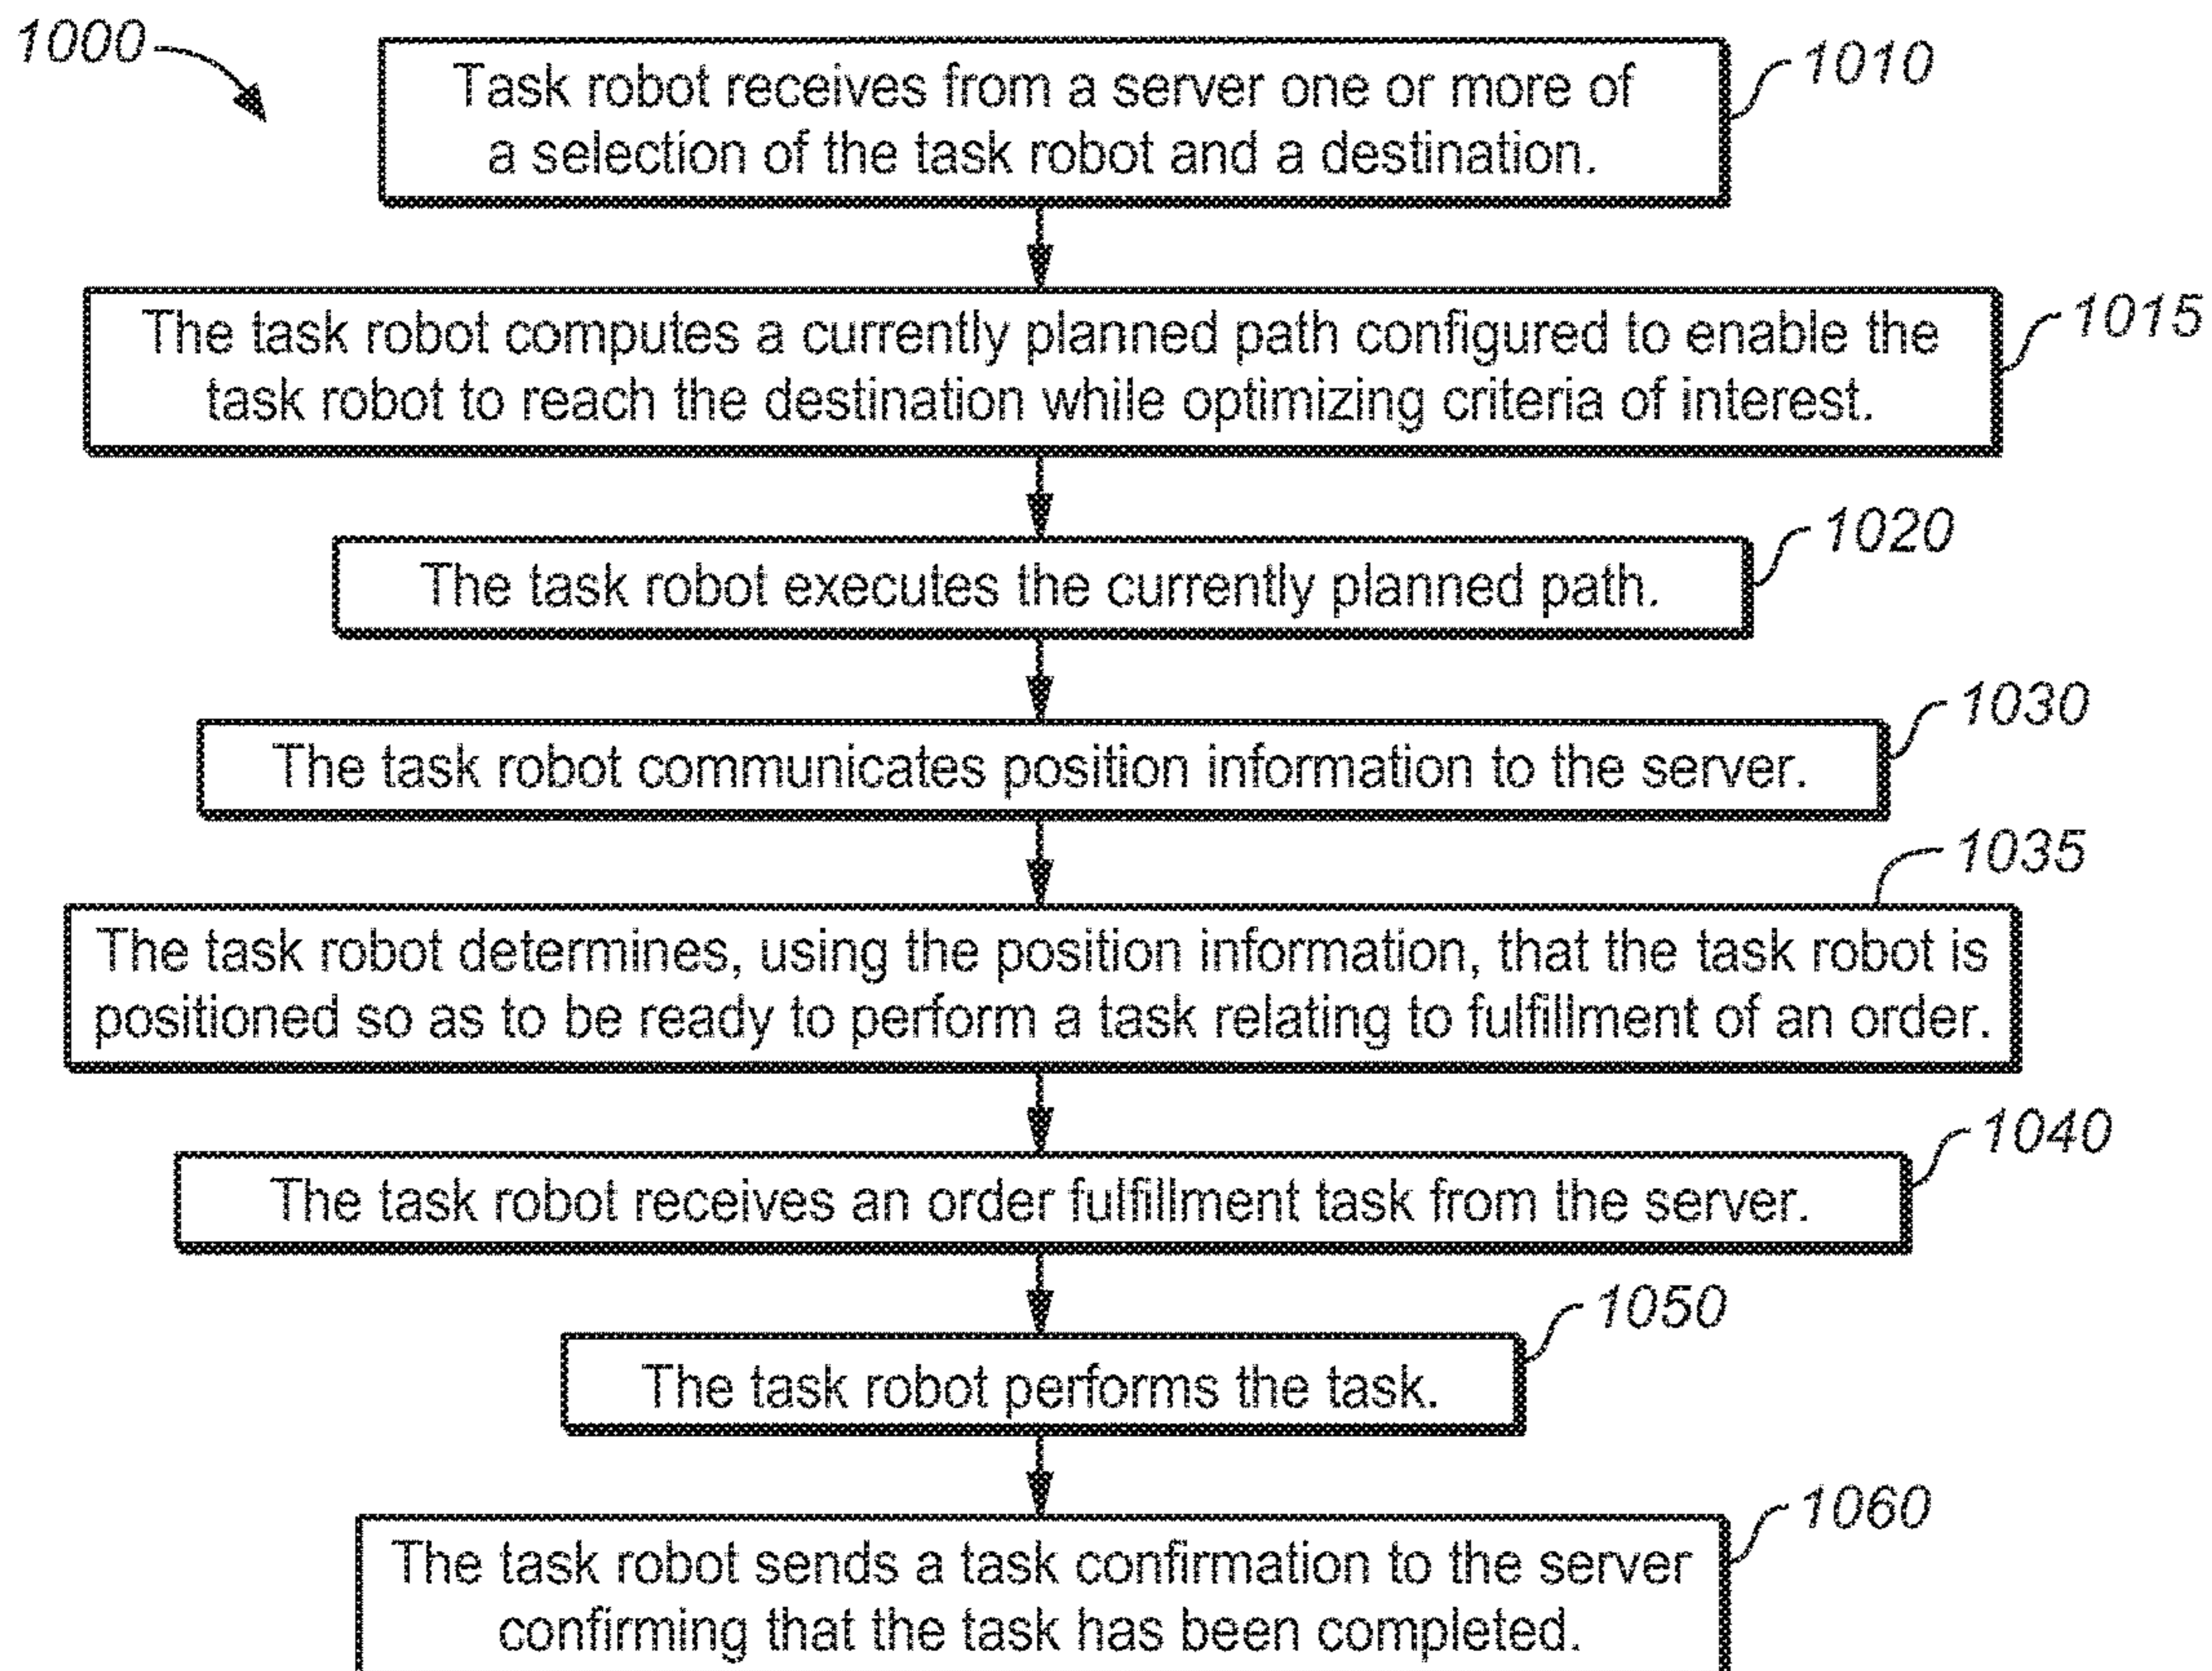 1000
Task robot receives from a server one or more of
a selection of the task robot and a destination.
1010
The task robot computes a currently planned path configured to enable the
task robot to reach the destination while optimizing criteria of interest.
1015
The task robot executes the currently planned path.
1020
The task robot communicates position information to the server.
1030
The task robot determines, using the position information, that the task robot is
positioned so as to be ready to perform a task relating to fulfillment of an order.
1035
The task robot receives an order fulfillment task from the server.
1040
The task robot performs the task.
1050
The task robot sends a task confirmation to the server
confirming that the task has been completed.
1060